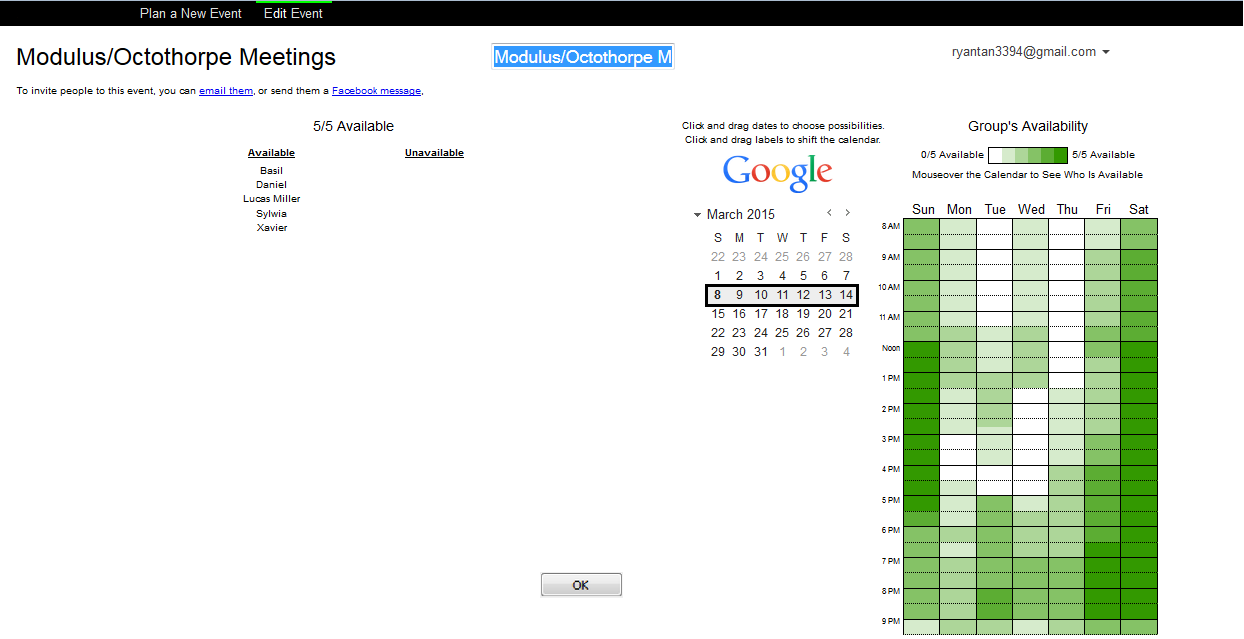 Plan a New Event Edit Event
Modulus/Octothorpe Meetings
Modulus/Octothorpe M
ryantan3394@gmail.com
To invite people to this event, you can email them, or send them a Facebook message,
5/5 Available
Available Unavailable
Basil
Daniel
Lucas Miller
Sylwia
Xavier
OK
Click and drag dates to choose possibilities.
Click and drag labels to shift the calendar.
Google
March 2015
S M T W T F S
22 23 24 25 26 27 28
1 2 3 4 5 6 7
8 9 10 11 12 13 14
15 16 17 18 19 20 21
22 23 24 25 26 27 28
29 30 31 1 2 3 4
Group's Availability
0/5 Available 5/5 Available
Mouseover the Calendar to See Who Is Available
Sun Mon Tue Wed Thu Fri Sat
8 AM
9 AM
10 AM
11 AM
Noon
1 PM
2 PM
3 PM
4 PM
5 PM
6 PM
7 PM
8 PM
9 PM